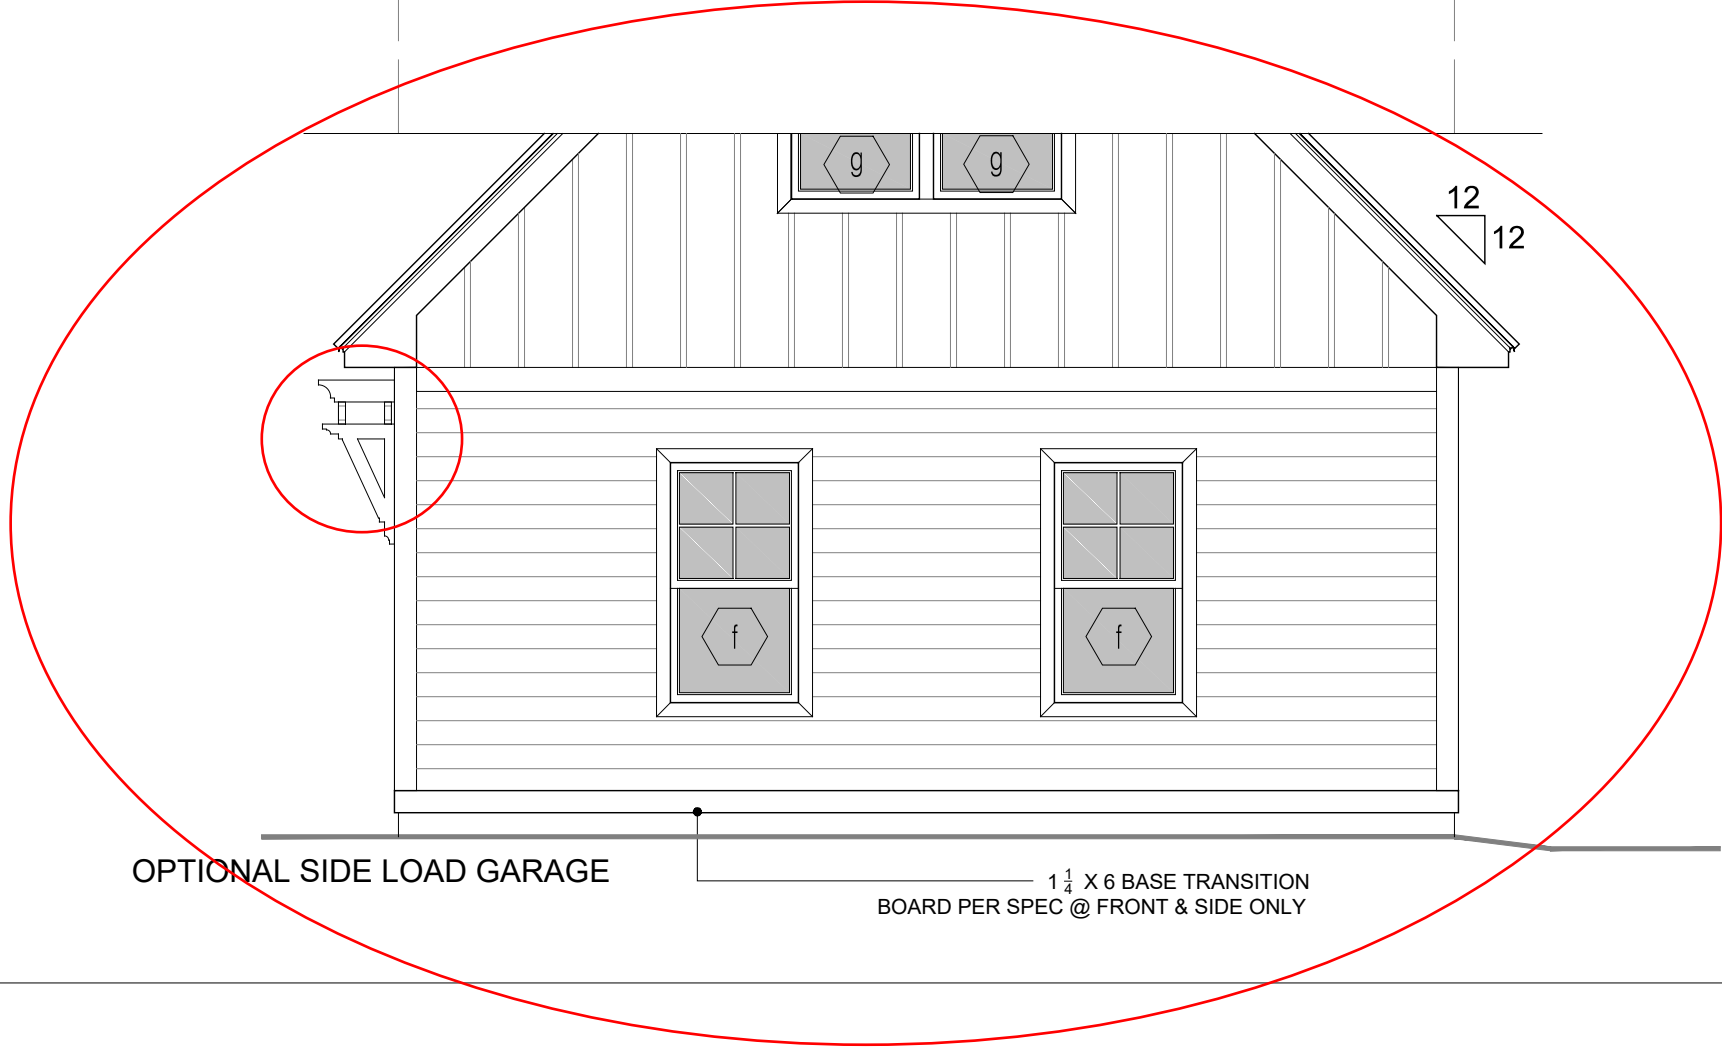 g g
12
12
f f
OPTIONAL SIDE LOAD GARAGE
1 1/4 X 6 BASE TRANSITION
BOARD PER SPEC @ FRONT & SIDE ONLY